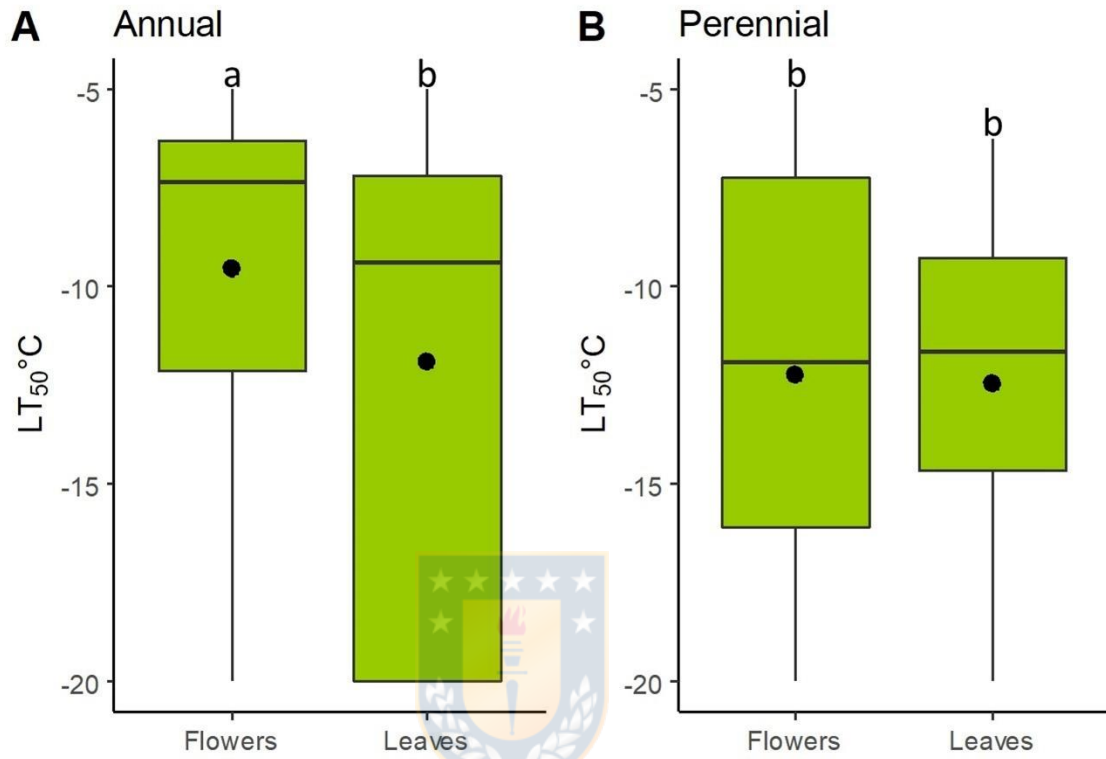 A Annual
a b
-5
-10
-15
-20
LT₅₀°C
Flowers Leaves
B Perennial
b
b
-5
-10
-15
-20
LT₅₀°C
Flowers Leaves